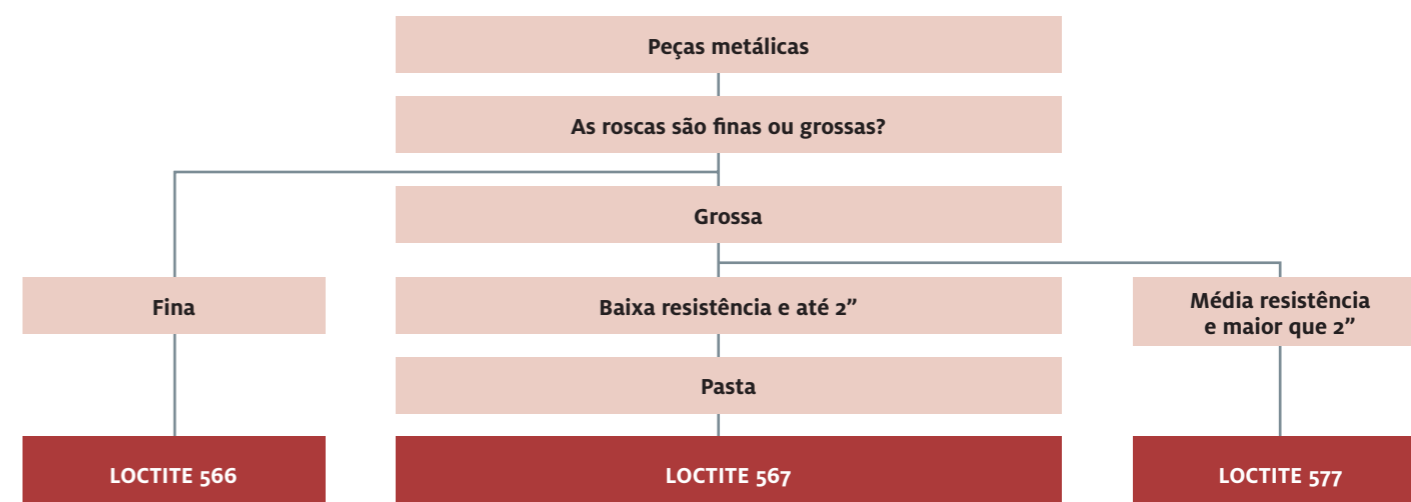 Peças metálicas
As roscas são finas ou grossas?
Grossa
Fina
Baixa resistência e até 2”
Média resistência
e maior que 2”
Pasta
LOCTITE 566
LOCTITE 567
LOCTITE 577